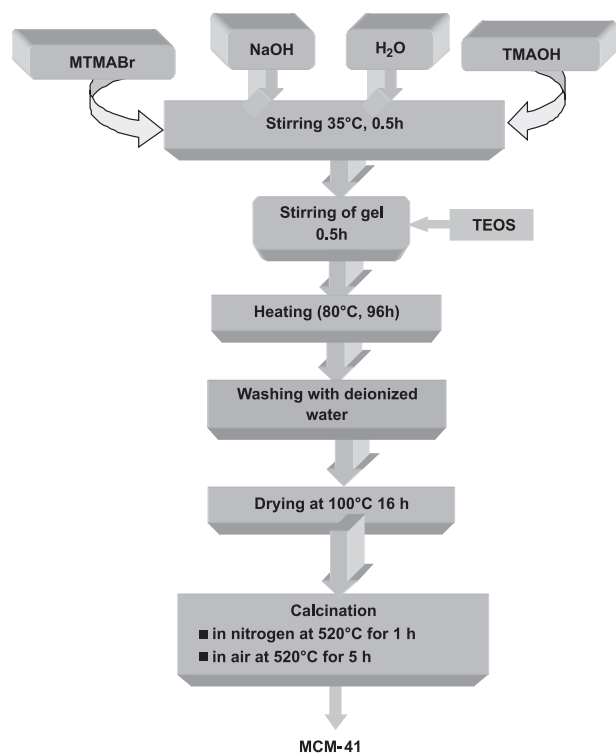 MTMABr
NaOH
H₂O
TMAOH
Stirring 35°C, 0.5h
Stirring of gel
0.5h
TEOS
Heating (80°C, 96h)
Washing with deionized
water
Drying at 100°C 16 h
Calcination
■ in nitrogen at 520°C for 1 h
■ in air at 520°C for 5 h
MCM-41